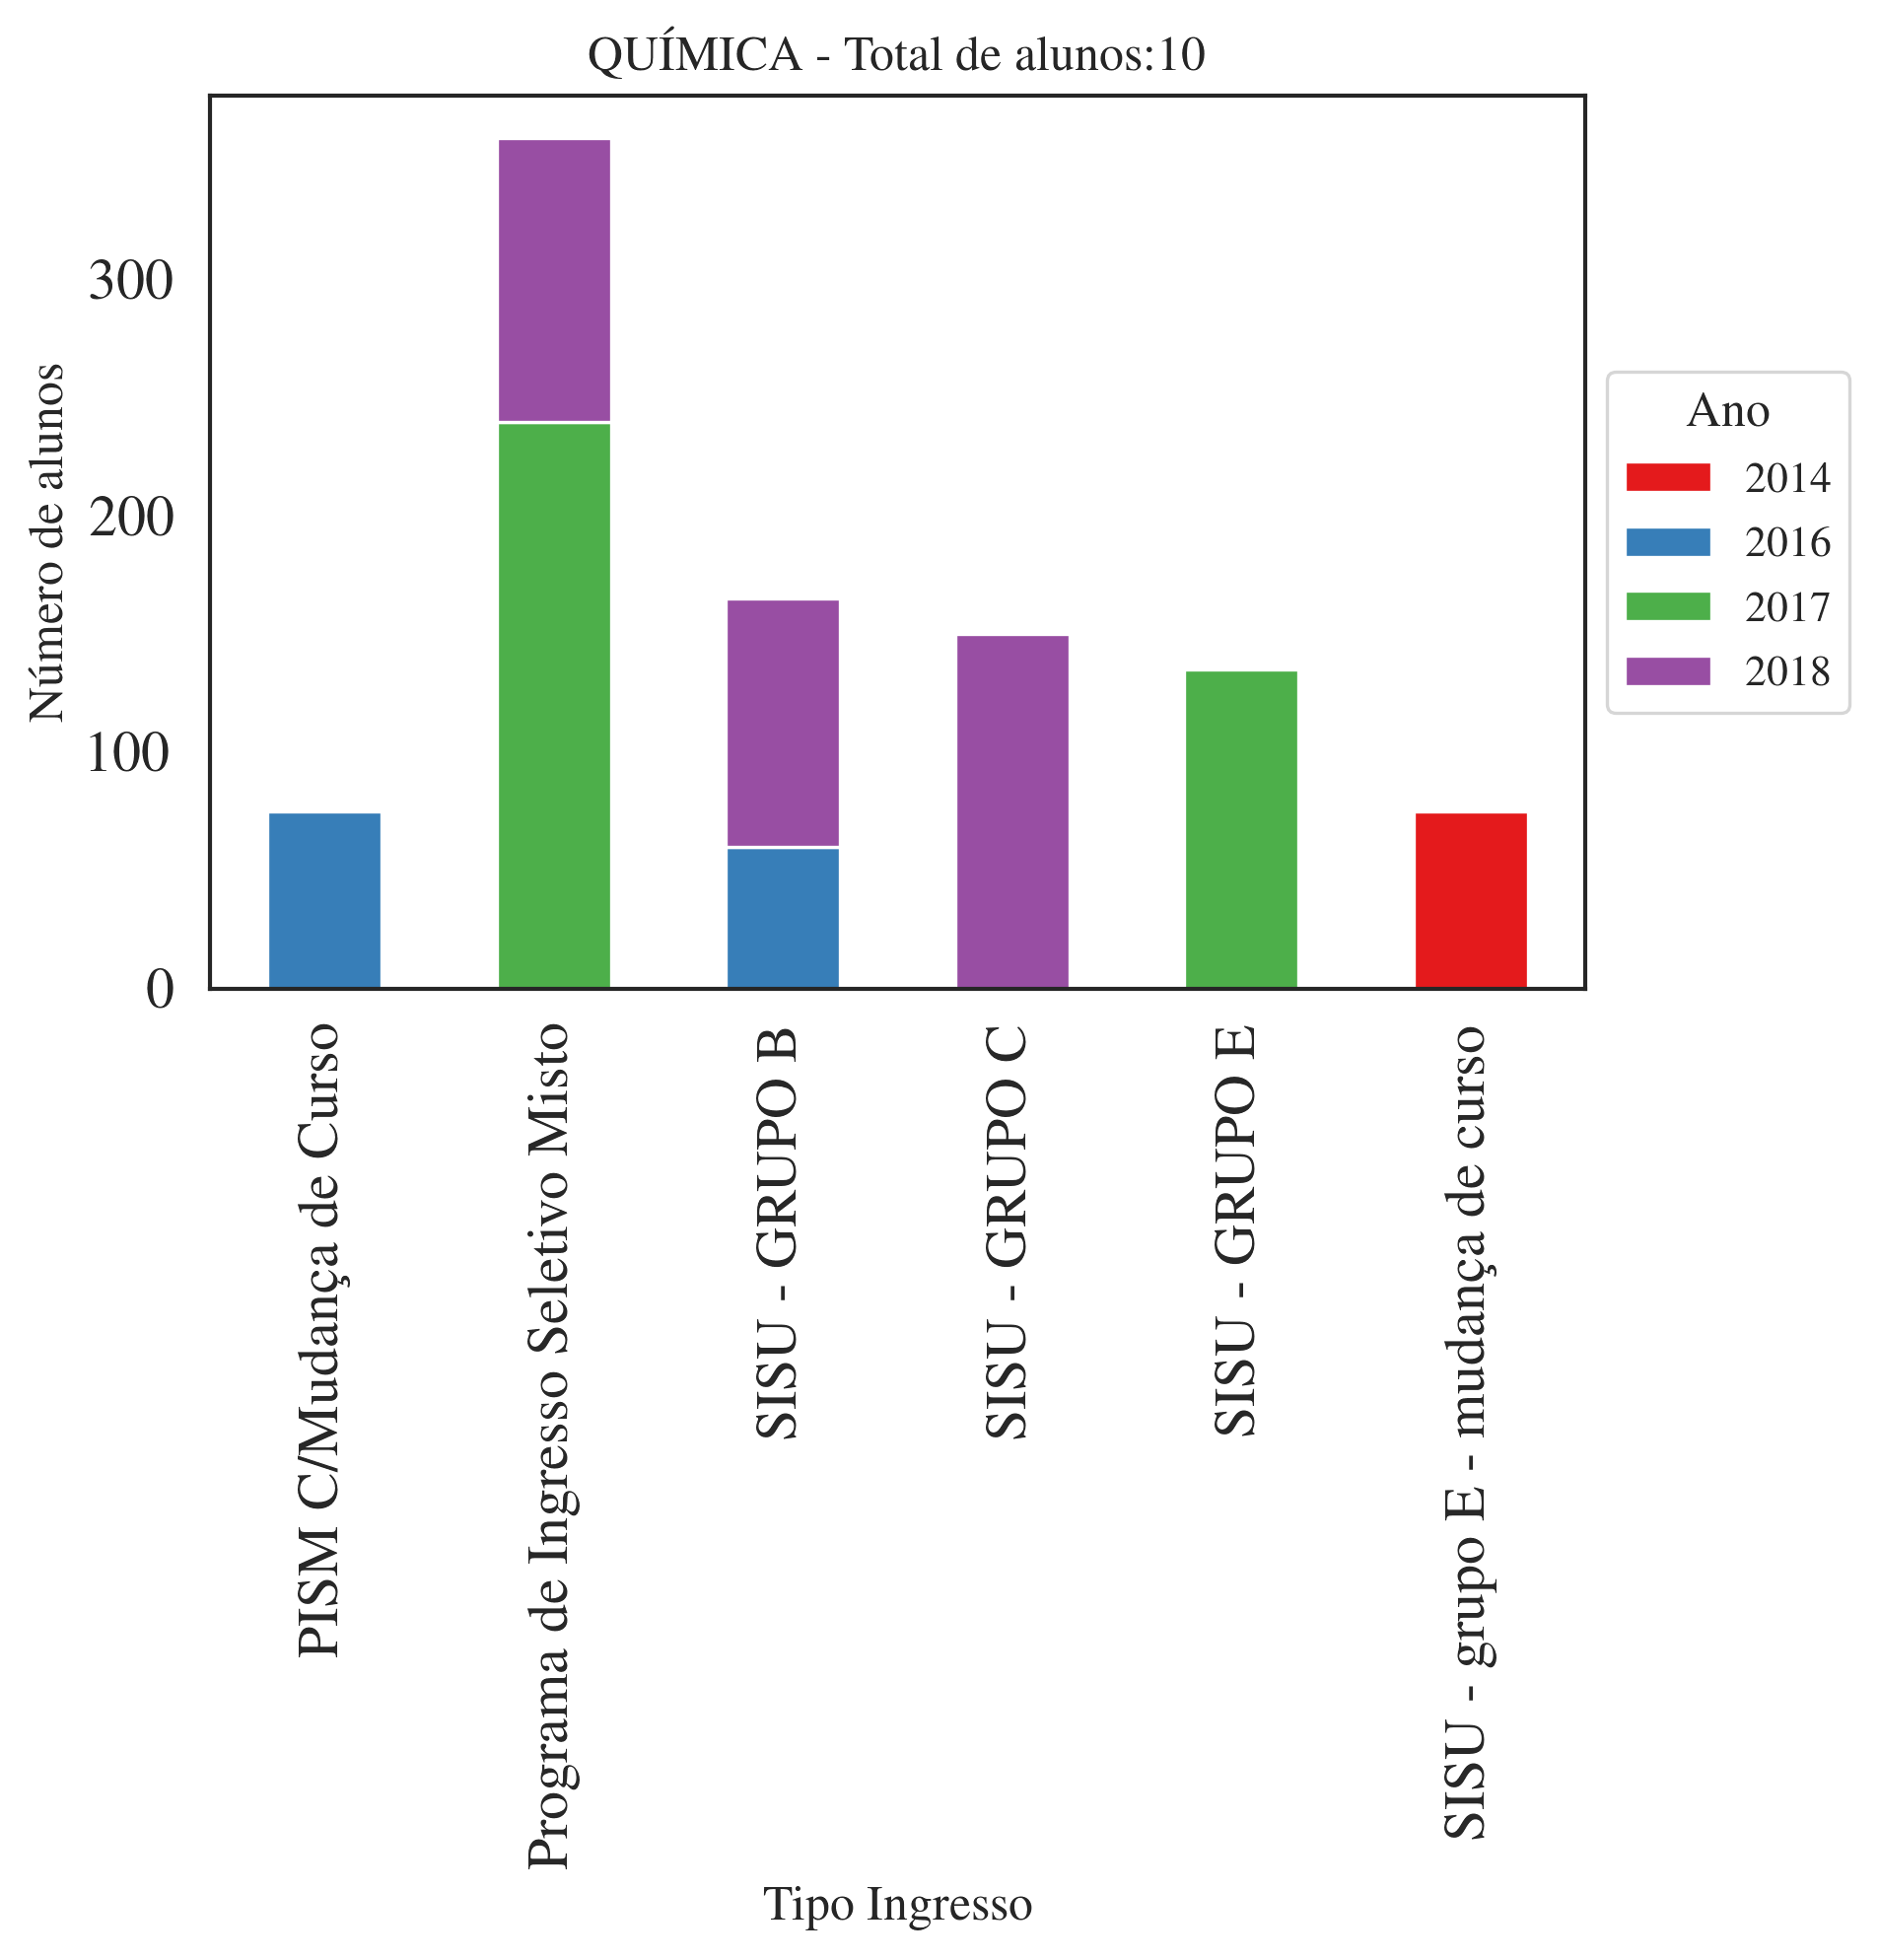 QUÍMICA - Total de alunos:10
Número de alunos
300
200
100
0
PISM C/Mudança de Curso
Programa de Ingresso Seletivo Misto
SISU - GRUPO B
SISU - GRUPO C
SISU - GRUPO E
SISU - grupo E - mudança de curso
Tipo Ingresso
Ano
2014
2016
2017
2018